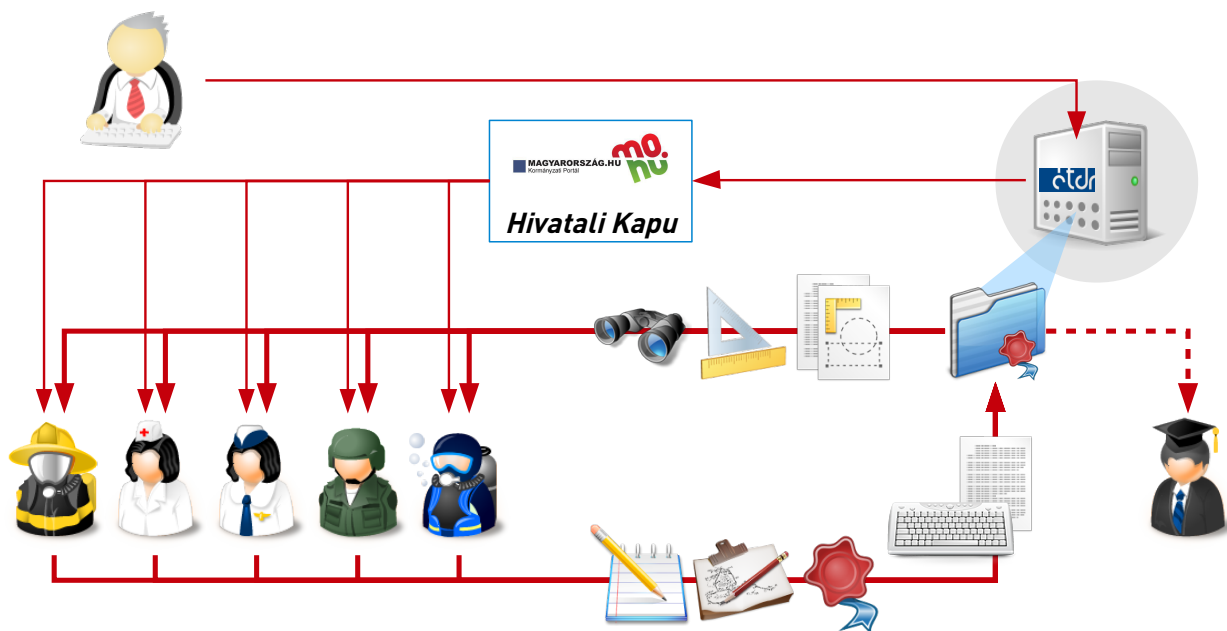 MAGYARORSZÁG.HU
Kormányzati Portál
mo.
hu
Hivatali Kapu
étdr